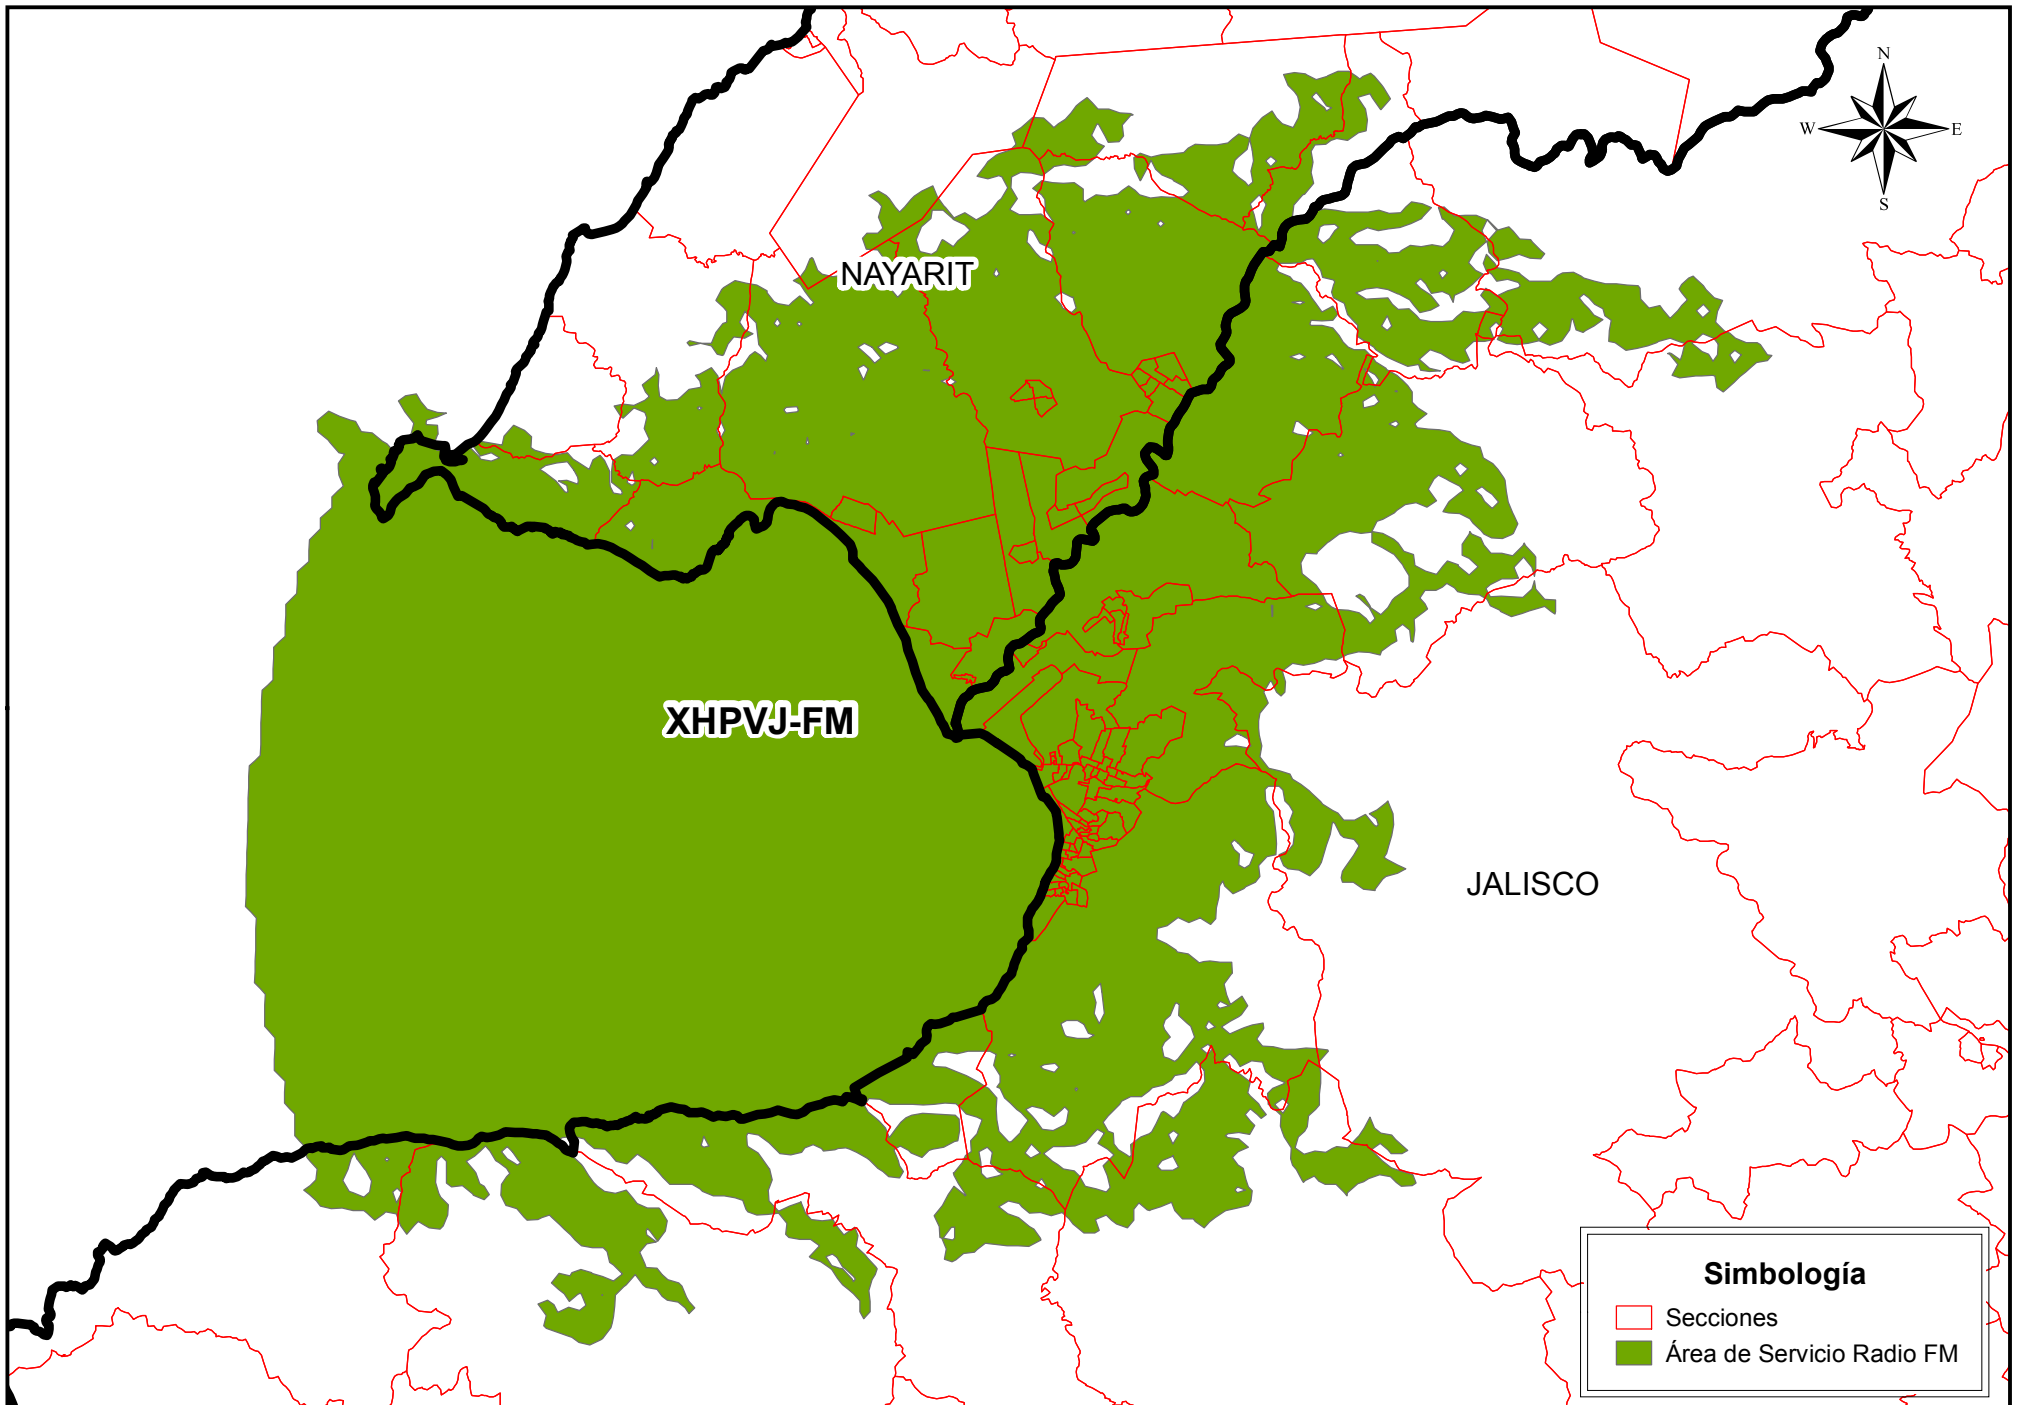 N
W E
S
NAYARIT
XHPVJ-FM
JALISCO
Simbología
Secciones
Área de Servicio Radio FM